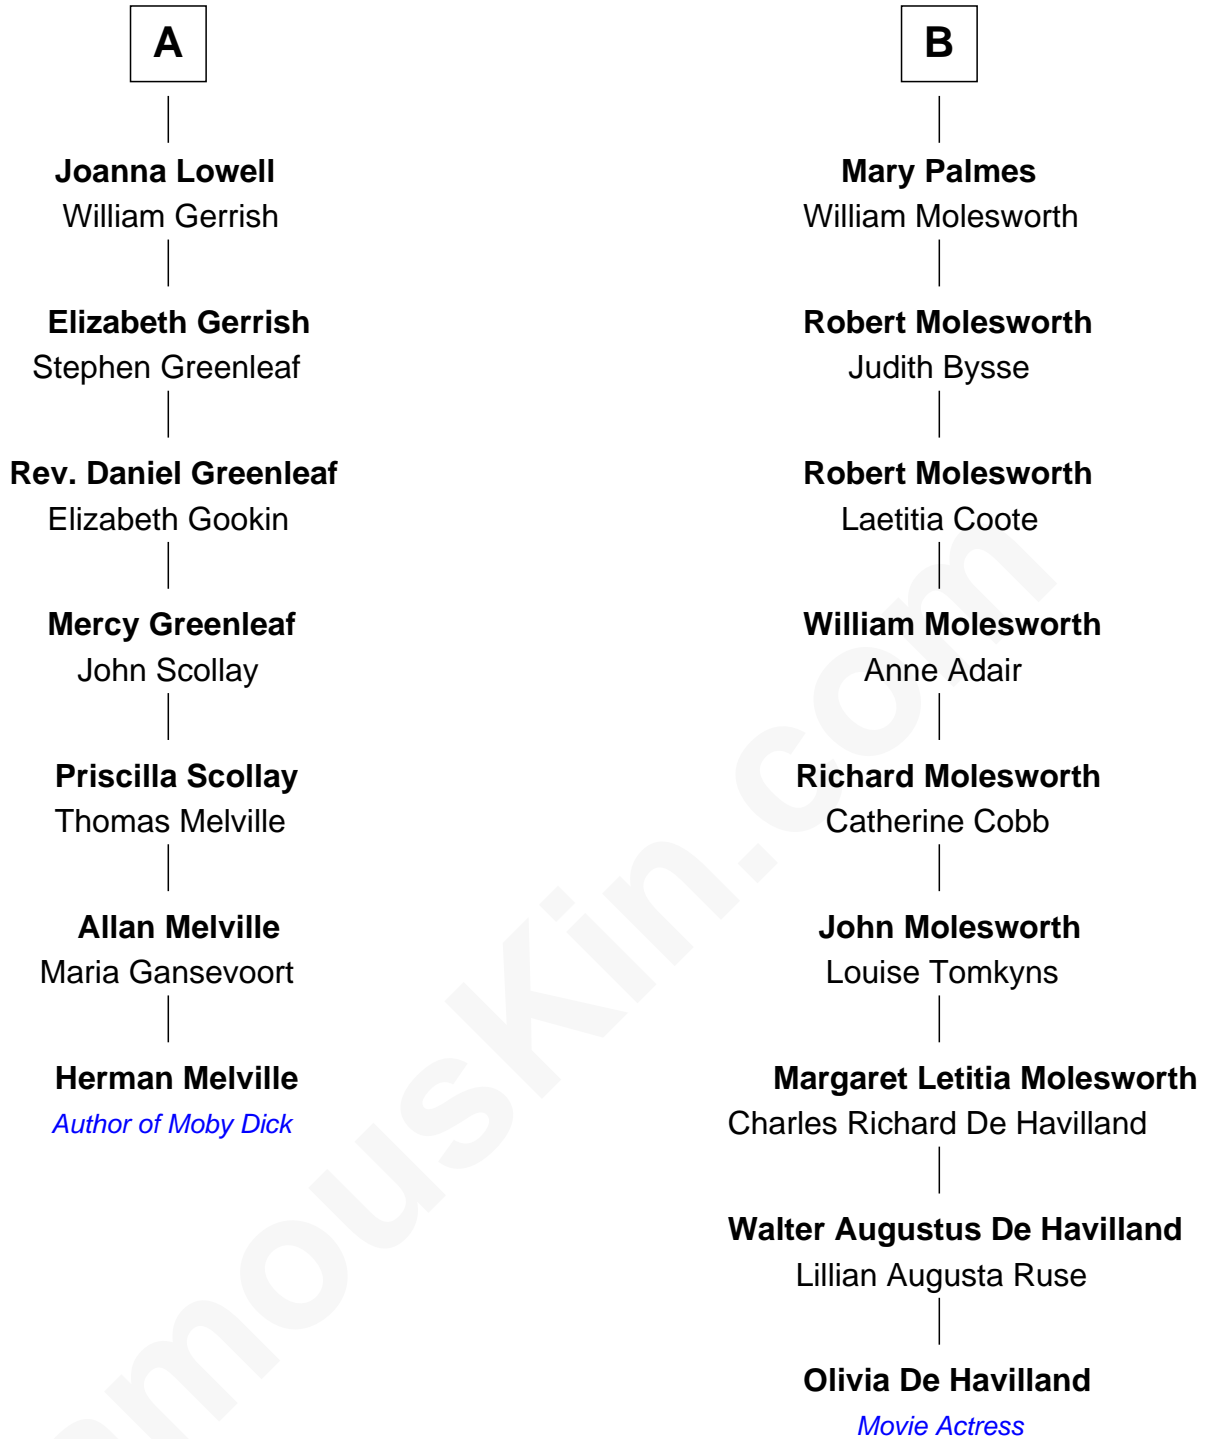 A
Joanna Lowell
William Gerrish
Elizabeth Gerrish
Stephen Greenleaf
Rev. Daniel Greenleaf
Elizabeth Gookin
Mercy Greenleaf
John Scollay
Priscilla Scollay
Thomas Melville
Allan Melville
Maria Gansevoort
Herman Melville
Author of Moby Dick
B
Mary Palmes
William Molesworth
Robert Molesworth
Judith Bysse
Robert Molesworth
Laetitia Coote
William Molesworth
Anne Adair
Richard Molesworth
Catherine Cobb
John Molesworth
Louise Tomkyns
Margaret Letitia Molesworth
Charles Richard De Havilland
Walter Augustus De Havilland
Lillian Augusta Ruse
Olivia De Havilland
Movie Actress
amousKin.com